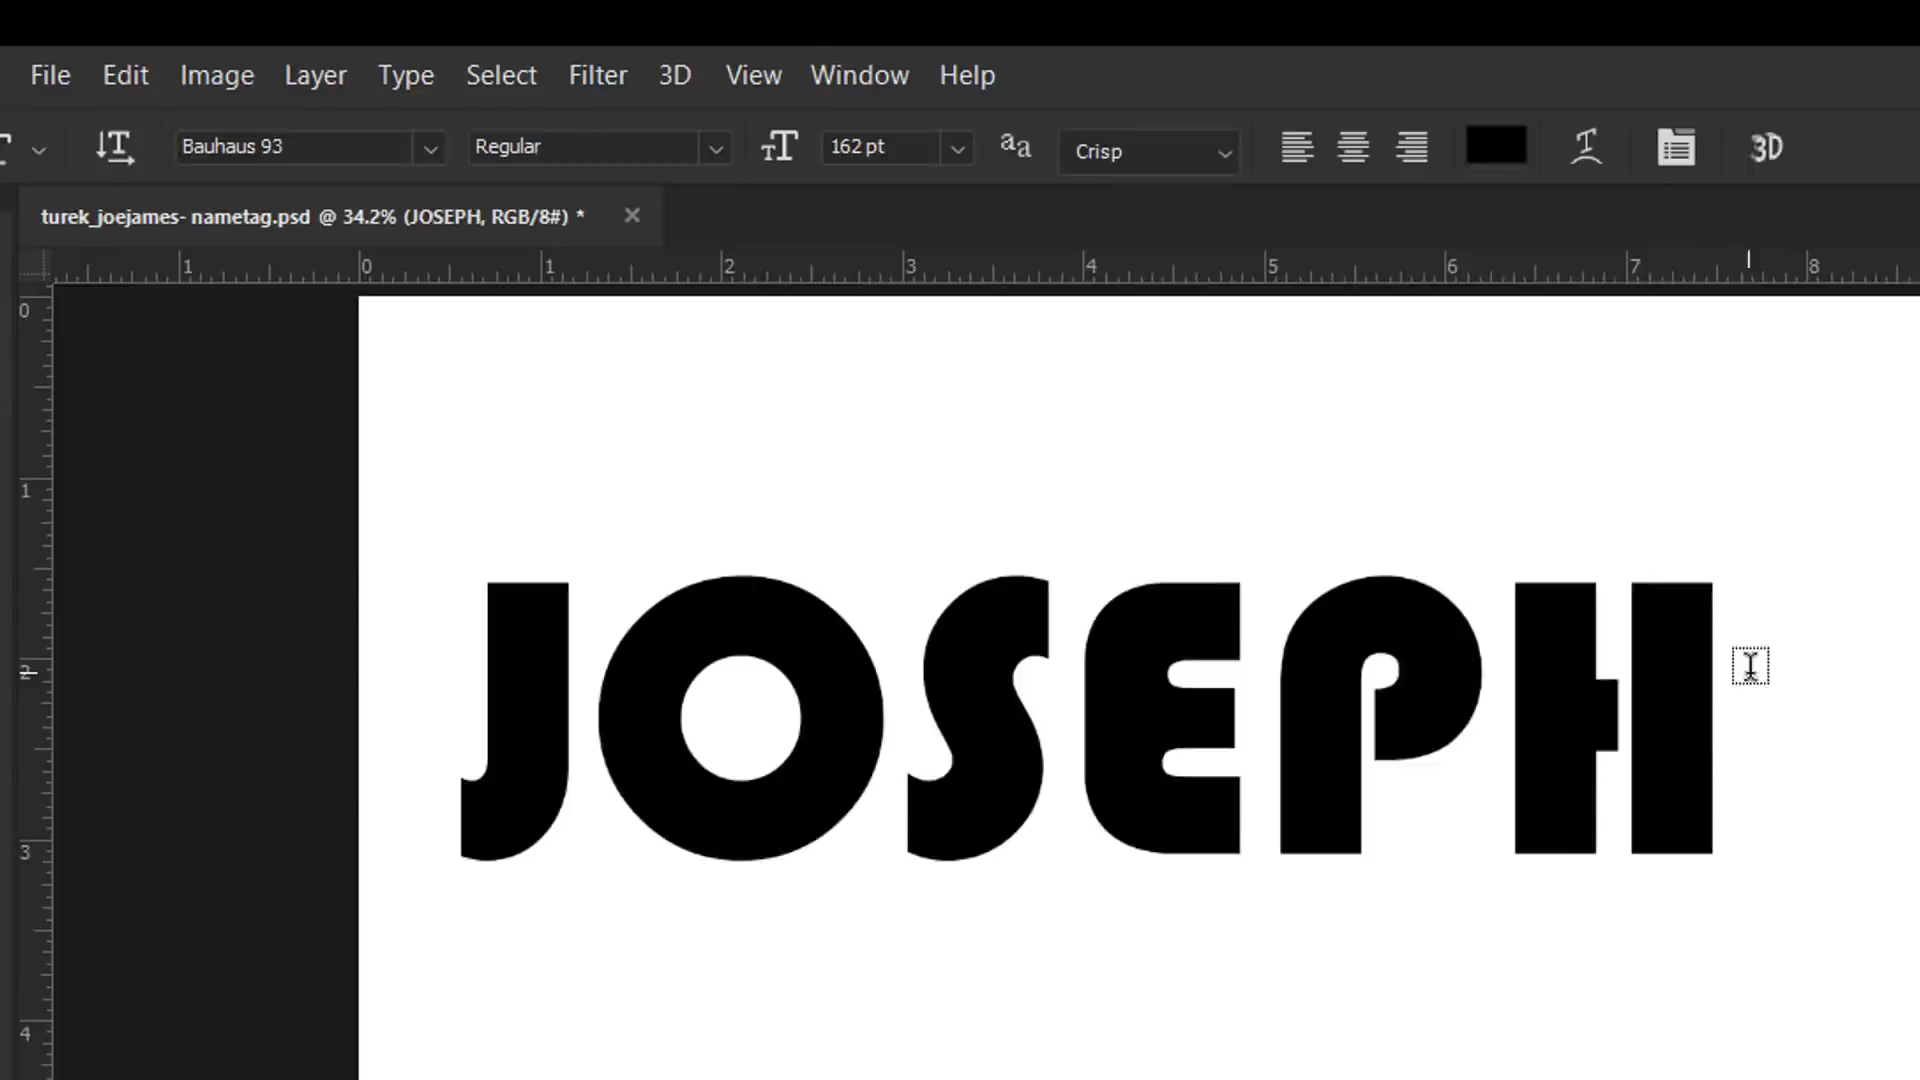 File Edit Image Layer Type Select Filter 3D View Window Help
Bauhaus 93 Regular 162 pt aa Crisp 3D
turek_joejames- nametag.psd @ 34.2% (JOSEPH, RGB/8#) *
1 0 1 2 3 4 5 6 7 8
0
1
2
3
4
JOSEPH